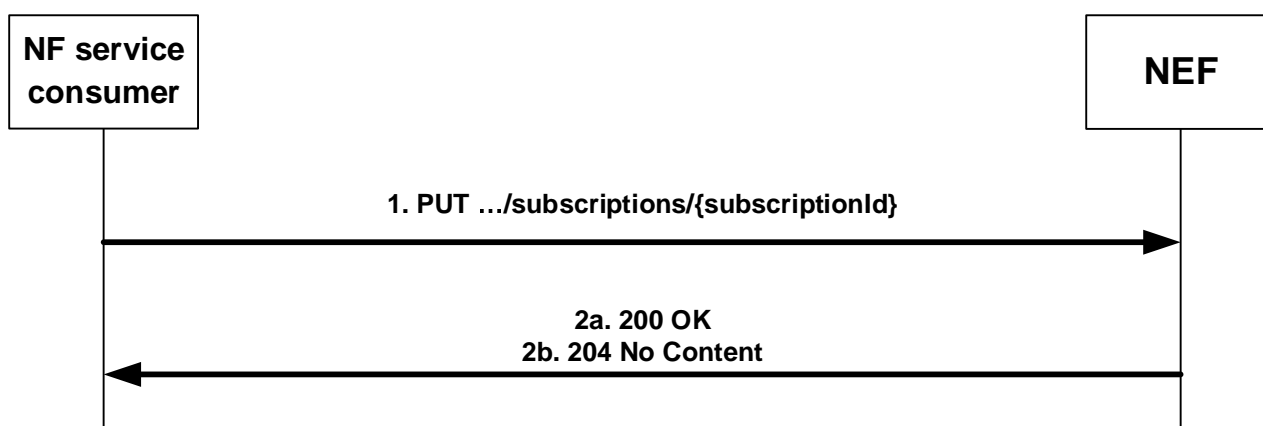 NF service
consumer
NEF
1. PUT …/subscriptions/{subscriptionId}
2a. 200 OK
2b. 204 No Content